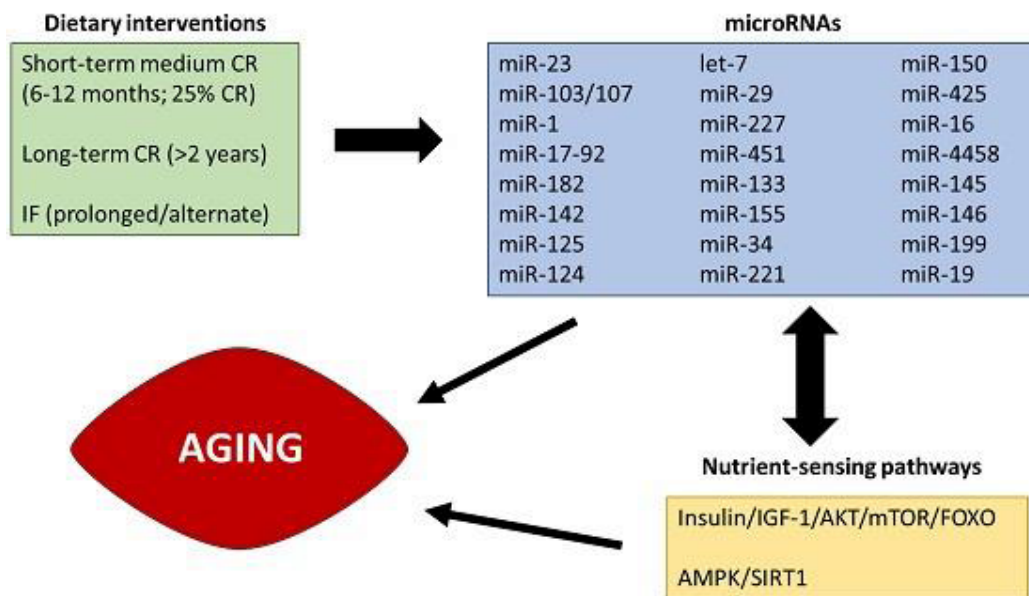 Dietary interventions
Short-term medium CR
(6-12 months; 25% CR)
Long-term CR (>2 years)
IF (prolonged/alternate)
microRNAs
miR-23 let-7 miR-150
miR-103/107 miR-29 miR-425
miR-1 miR-227 miR-16
miR-17-92 miR-451 miR-4458
miR-182 miR-133 miR-145
miR-142 miR-155 miR-146
miR-125 miR-34 miR-199
miR-124 miR-221 miR-19
AGING
Nutrient-sensing pathways
Insulin/IGF-1/AKT/mTOR/FOXO
AMPK/SIRT1